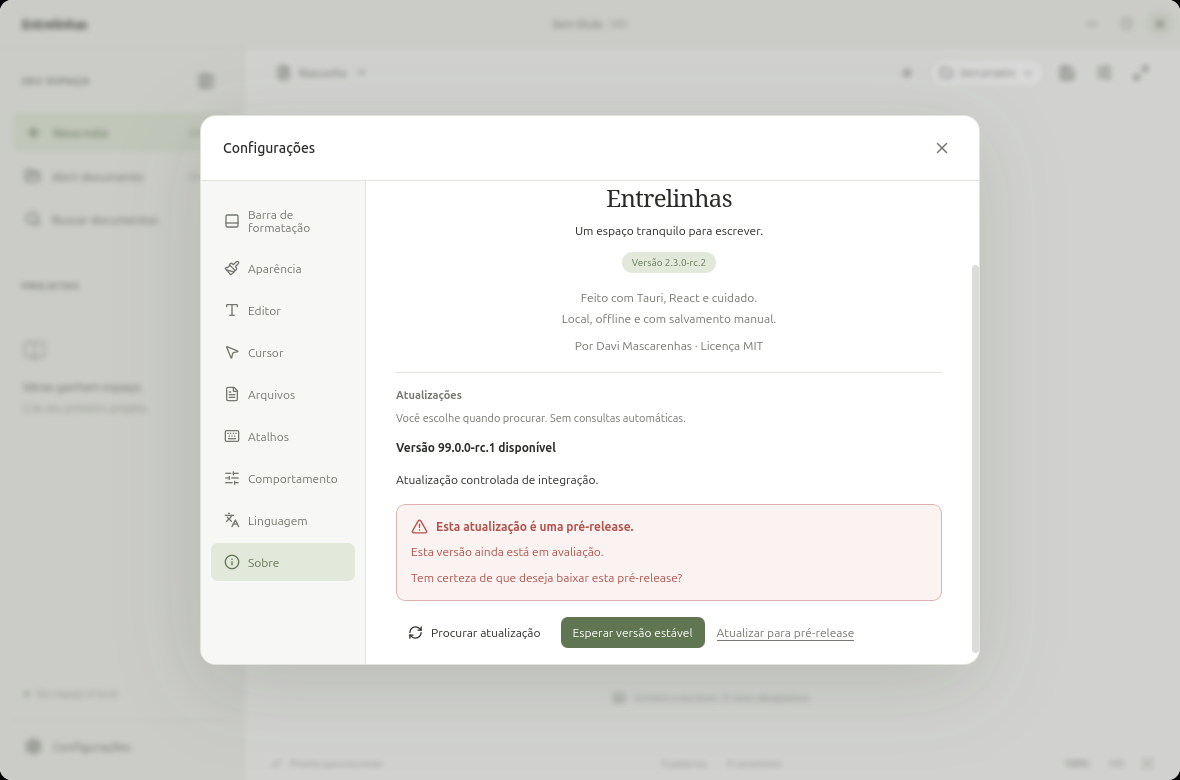 Entrelinhas
Configurações
Barra de
formatação
Aparência
Editor
Cursor
Arquivos
Atalhos
Comportamento
Linguagem
Sobre
Entrelinhas
Um espaço tranquilo para escrever.
Versão 2.3.0-rc.2
Feito com Tauri, React e cuidado.
Local, offline e com salvamento manual.
Por Davi Mascarenhas · Licença MIT
Atualizações
Você escolhe quando procurar. Sem consultas automáticas.
Versão 99.0.0-rc.1 disponível
Atualização controlada de integração.
Esta atualização é uma pré-release.
Esta versão ainda está em avaliação.
Tem certeza de que deseja baixar esta pré-release?
Procurar atualização
Esperar versão estável
Atualizar para pré-release
Configurações